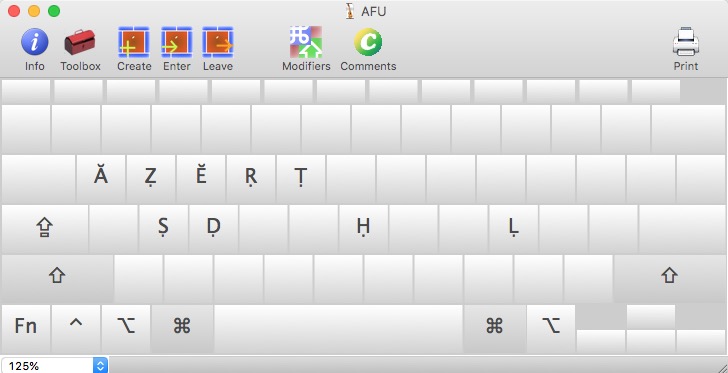 AFU
Info Toolbox Create Enter Leave Modifiers Comments Print
Ă Ẓ Ĕ Ṛ Ṭ
⇪ Ṣ Ḍ Ḥ Ḷ
⇧ ⇧
Fn ^ ⌥ ⌘ ⌘ ⌥
125%